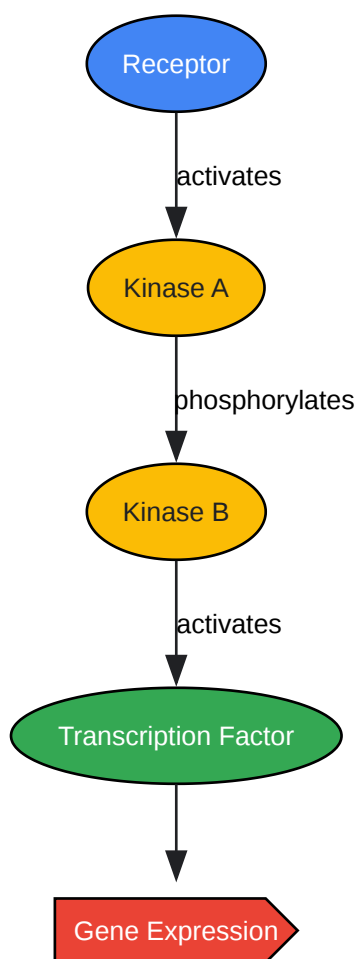 Receptor
activates
Kinase A
phosphorylates
Kinase B
activates
Transcription Factor
Gene Expression